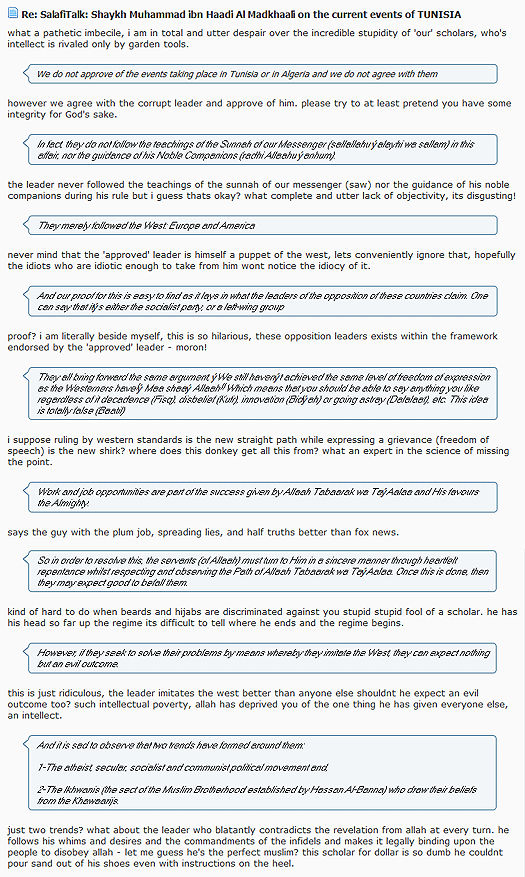 Re: SalafiTalk: Shaykh Muhammad ibn Haadi Al Madkhaali on the current events of TUNISIA
what a pathetic imbecile, i am in total and utter despair over the incredible stupidity of 'our' scholars, who's
intellect is rivaled only by garden tools.
We do not approve of the events taking place in Tunisia or in Algeria and we do not agree with them
however we agree with the corrupt leader and approve of him. please try to at least pretend you have some
integrity for God's sake.
In fact, they do not follow the teachings of the Sunnah of our Messenger (sallallahu ý alayhi wa sallam) in this
affair, nor the guidance of his Noble Companions (radhi Allaahu ý anhum).
the leader never followed the teachings of the sunnah of our messenger (saw) nor the guidance of his noble
companions during his rule but i guess thats okay? what complete and utter lack of objectivity, its disgusting!
They merely followed the West: Europe and America
never mind that the 'approved' leader is himself a puppet of the west, lets conveniently ignore that, hopefully
the idiots who are idiotic enough to take from him wont notice the idiocy of it.
And our proof for this is easy to find as it lays in what the leaders of the opposition of these countries claim. One
can say that itýs either the socialist party, or a left-wing group
proof? i am literally beside myself, this is so hilarious, these opposition leaders exists within the framework
endorsed by the 'approved' leader - moron!
They all bring forward the same argument ýWe still havenýt achieved the same level of freedom of expression
as the Westerners haveý. Maa shaaý Allaah!! Which means that you should be able to say anything you like
regardless of it decadence (Fisq), disbelief (Kufr), innovation (Bidýah) or going astray (Dalalaat), etc. This idea
is totally false (Baatil)
i suppose ruling by western standards is the new straight path while expressing a grievance (freedom of
speech) is the new shirk? where does this donkey get all this from? what an expert in the science of missing
the point.
Work and job opportunities are part of the success given by Allaah Tabaarak wa Taý Aalaa and His favours
the Almighty.
says the guy with the plum job, spreading lies, and half truths better than fox news.
So in order to resolve this, the servants (of Allaah) must turn to Him in a sincere manner through heartfelt
repentance whilst respecting and observing the Path of Allaah Tabaarak wa Taý Aalaa. Once this is done, then
they may expect good to befall them.
kind of hard to do when beards and hijabs are discriminated against you stupid stupid fool of a scholar. he has
his head so far up the regime its difficult to tell where he ends and the regime begins.
However, if they seek to solve their problems by means whereby they imitate the West, they can expect nothing
but an evil outcome.
this is just ridiculous, the leader imitates the west better than anyone else shouldnt he expect an evil
outcome too? such intellectual poverty, allah has deprived you of the one thing he has given everyone else,
an intellect.
And it is sad to observe that two trends have formed around them:
1-The atheist, secular, socialist and communist political movement and,
2-The Ikhwanis (the sect of the Muslim Brotherhood established by Hassan Al-Banna) who draw their beliefs
from the Khawaarijs.
just two trends? what about the leader who blatantly contradicts the revelation from allah at every turn. he
follows his whims and desires and the commandments of the infidels and makes it legally binding upon the
people to disobey allah - let me guess he's the perfect muslim? this scholar for dollar is so dumb he couldnt
pour sand out of his shoes even with instructions on the heel.